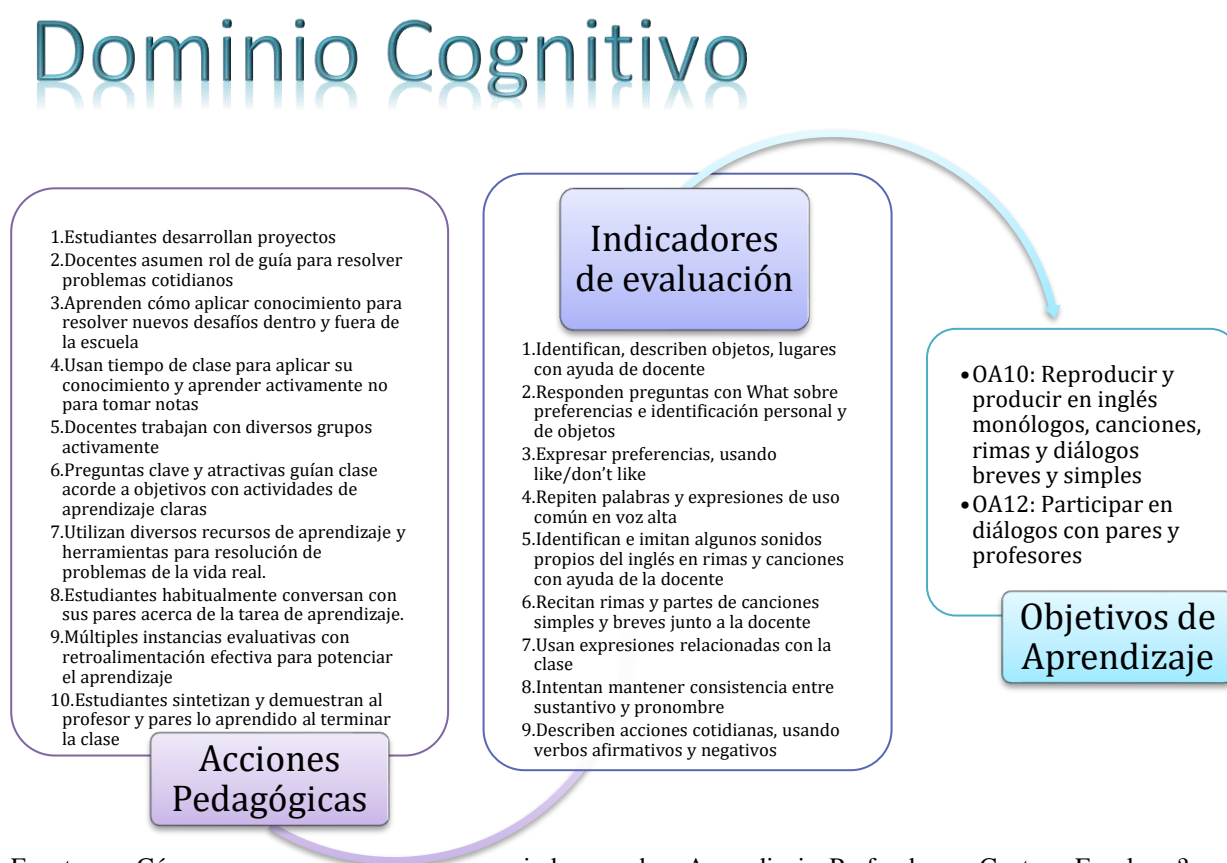 Dominio Cognitivo
1.Estudiantes desarrollan proyectos
2.Docentes asumen rol de guía para resolver
problemas cotidianos
3.Aprenden cómo aplicar conocimiento para
resolver nuevos desafíos dentro y fuera de
la escuela
4.Usan tiempo de clase para aplicar su
conocimiento y aprender activamente no
para tomar notas
5.Docentes trabajan con diversos grupos
activamente
6.Preguntas clave y atractivas guían clase
acorde a objetivos con actividades de
aprendizaje claras
7.Utilizan diversos recursos de aprendizaje y
herramientas para resolución de
problemas de la vida real.
8.Estudiantes habitualmente conversan con
sus pares acerca de la tarea de aprendizaje.
9.Múltiples instancias evaluativas con
retroalimentación efectiva para potenciar
el aprendizaje
10.Estudiantes sintetizan y demuestran al
profesor y pares lo aprendido al terminar
la clase
Acciones
Pedagógicas
Indicadores
de evaluación
1.Identifican, describen objetos, lugares
con ayuda de docente
2.Responden preguntas con What sobre
preferencias e identificación personal y
de objetos
3.Expresar preferencias, usando
like/don't like
4.Repiten palabras y expresiones de uso
común en voz alta
5.Identifican e imitan algunos sonidos
propios del inglés en rimas y canciones
con ayuda de la docente
6.Recitan rimas y partes de canciones
simples y breves junto a la docente
7.Usan expresiones relacionadas con la
clase
8.Intentan mantener consistencia entre
sustantivo y pronombre
9.Describen acciones cotidianas, usando
verbos afirmativos y negativos
•OA10: Reproducir y
producir en inglés
monólogos, canciones,
rimas y diálogos
breves y simples
•OA12: Participar en
diálogos con pares y
profesores
Objetivos de
Aprendizaje